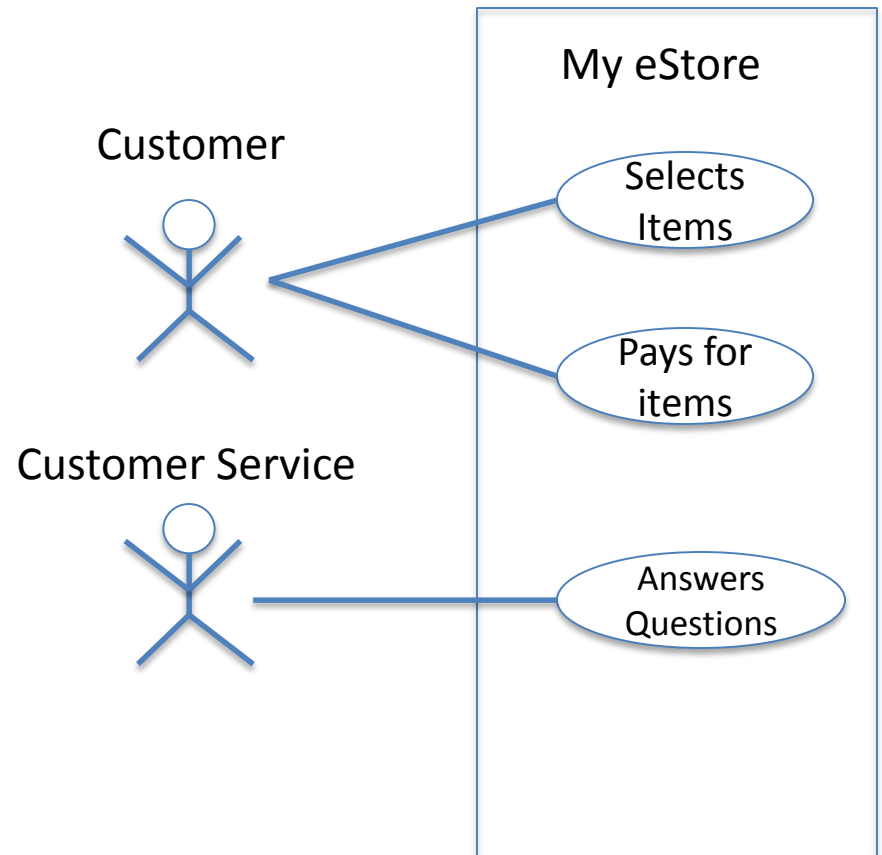 My eStore
Customer
Selects
Items
Pays for
items
Customer Service
Answers
Questions